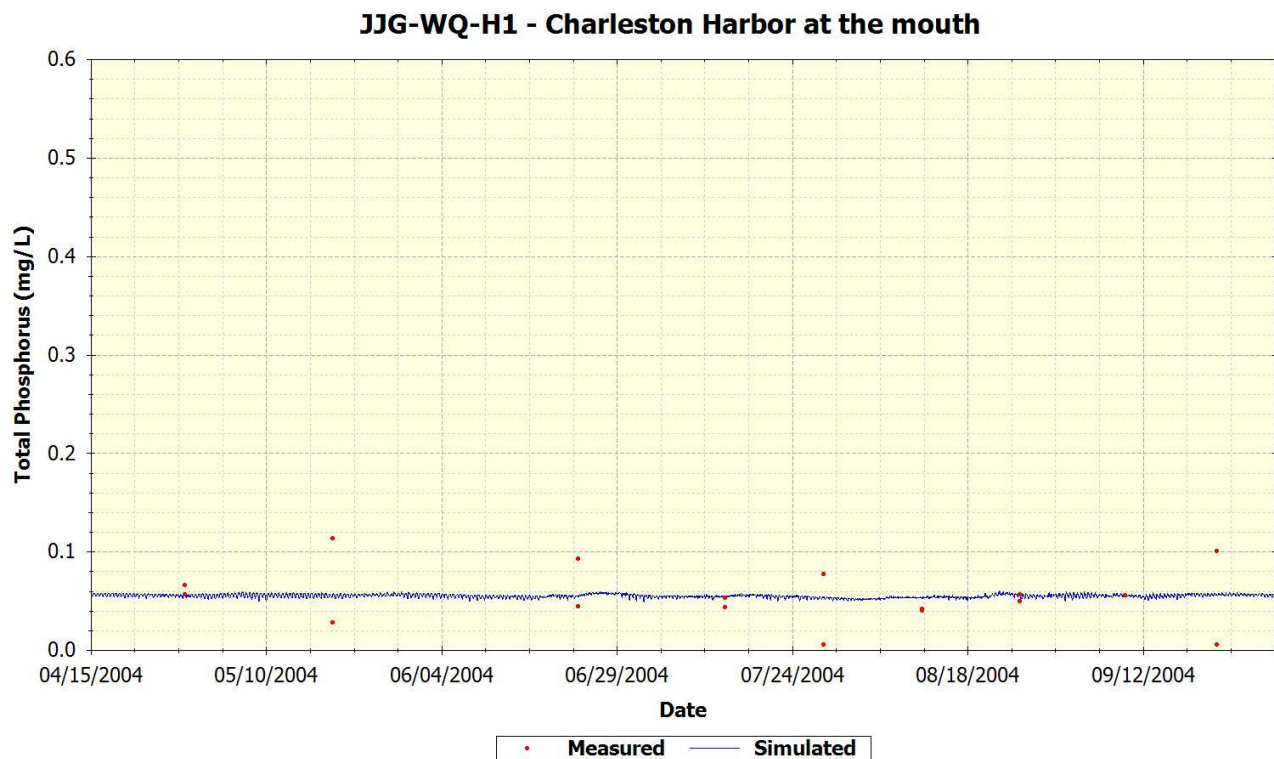 JJG-WQ-H1 - Charleston Harbor at the mouth
Total Phosphorus (mg/L)
0.6
0.5
0.4
0.3
0.2
0.1
0.0
04/15/2004 05/10/2004 06/04/2004 06/29/2004 07/24/2004 08/18/2004 09/12/2004
Date
Measured Simulated